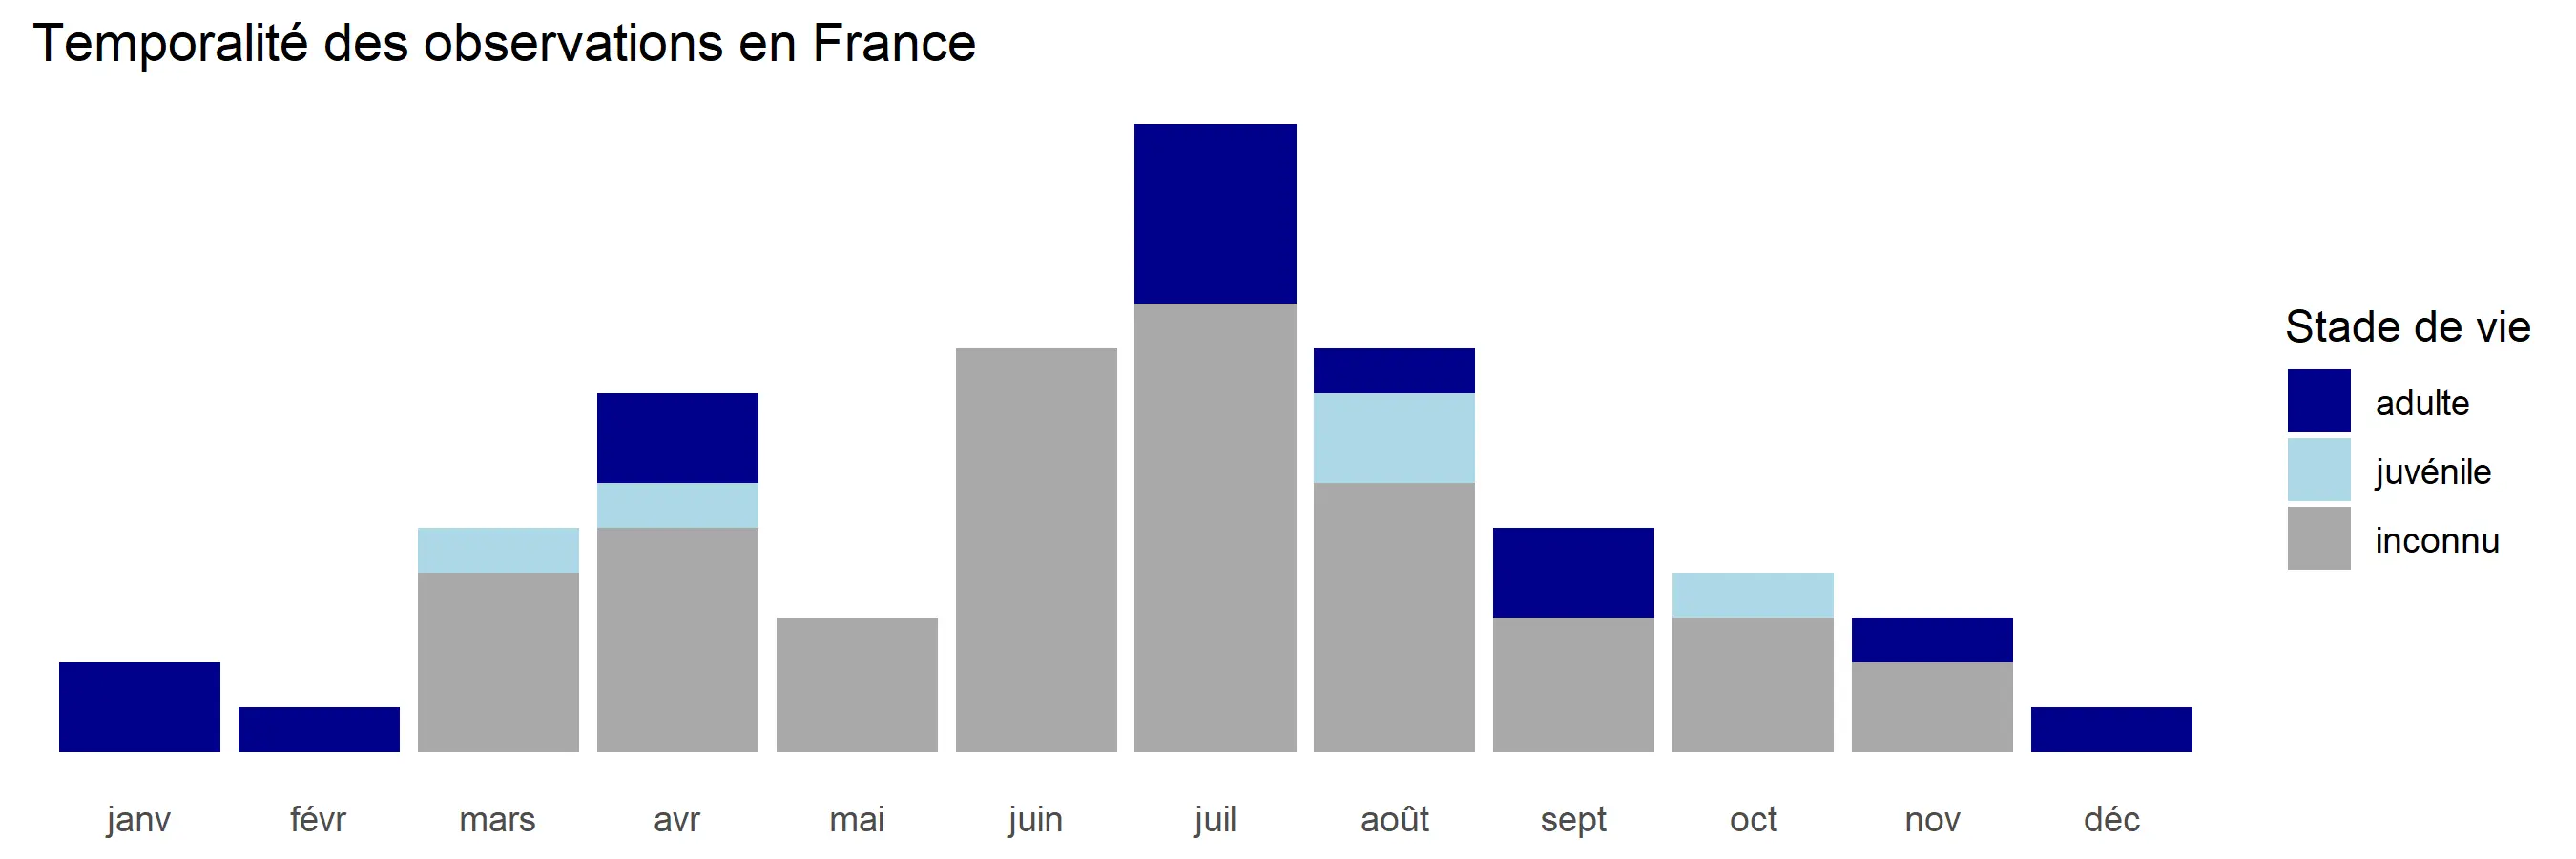 Temporalité des observations en France
Stade de vie
adulte
juvénile
inconnu
janv févr mars avr mai juin juil août sept oct nov déc